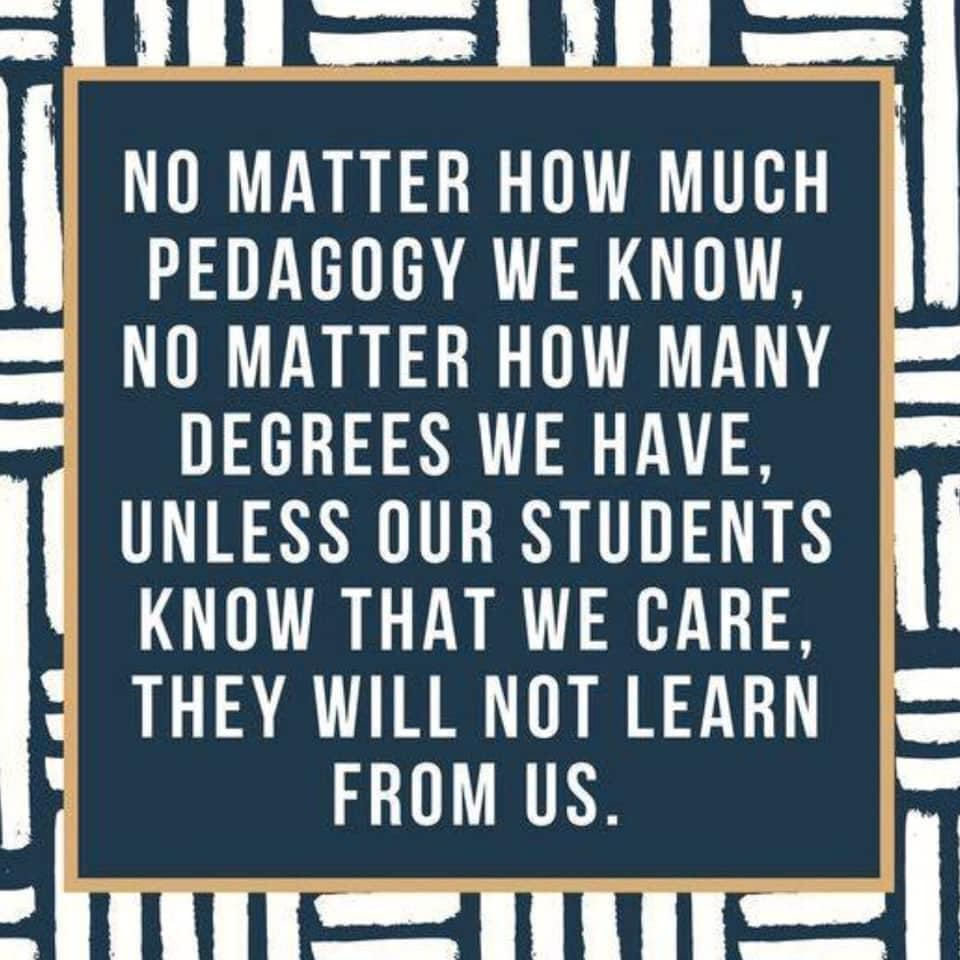 NO MATTER HOW MUCH
PEDAGOGY WE KNOW,
NO MATTER HOW MANY
DEGREES WE HAVE,
UNLESS OUR STUDENTS
KNOW THAT WE CARE,
THEY WILL NOT LEARN
FROM US.